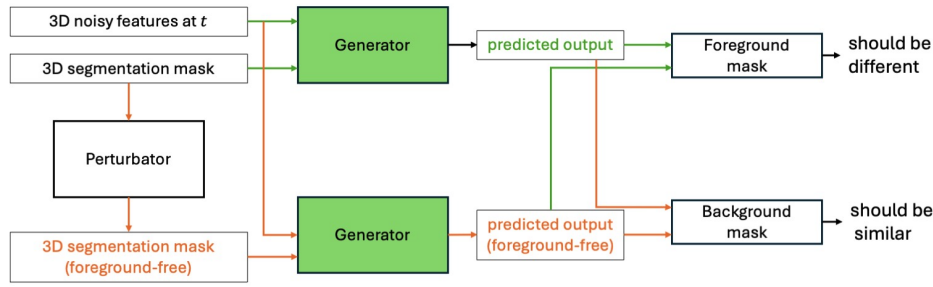 3D noisy features at t
Generator
predicted output
Foreground
mask
should be
different
3D segmentation mask
Perturbator
3D segmentation mask
(foreground-free)
Generator
predicted output
(foreground-free)
Background
mask
should be
similar